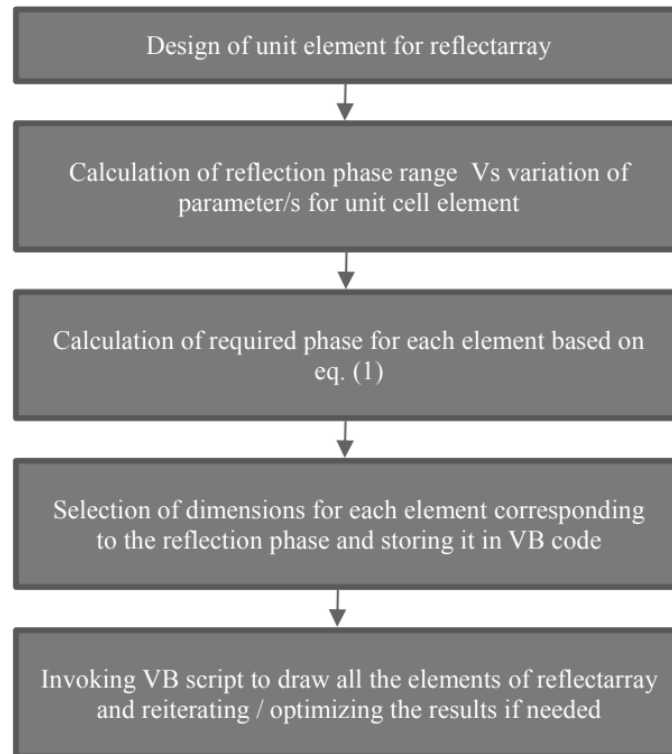 Design of unit element for reflectarray
Calculation of reflection phase range Vs variation of
parameter/s for unit cell element
Calculation of required phase for each element based on
eq. (1)
Selection of dimensions for each element corresponding
to the reflection phase and storing it in VB code
Invoking VB script to draw all the elements of reflectarray
and reiterating / optimizing the results if needed